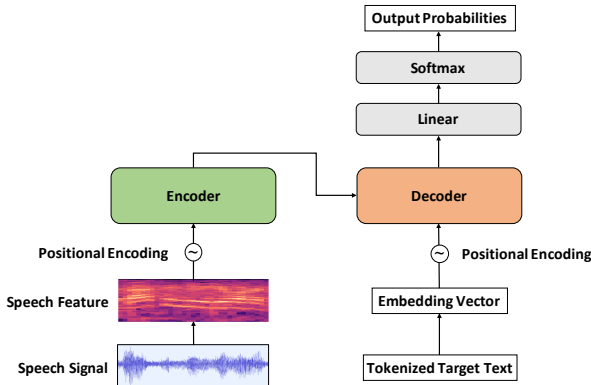 Output Probabilities
Softmax
Linear
Encoder
Decoder
Positional Encoding
~
~
Positional Encoding
Speech Feature
Embedding Vector
Speech Signal
Tokenized Target Text